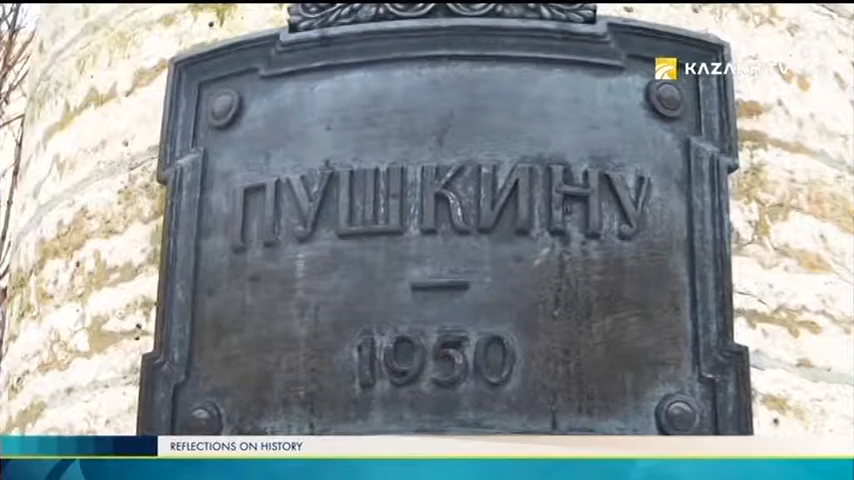 KAZAKH TV
ПУШКИНУ
—
1950
REFLECTIONS ON HISTORY